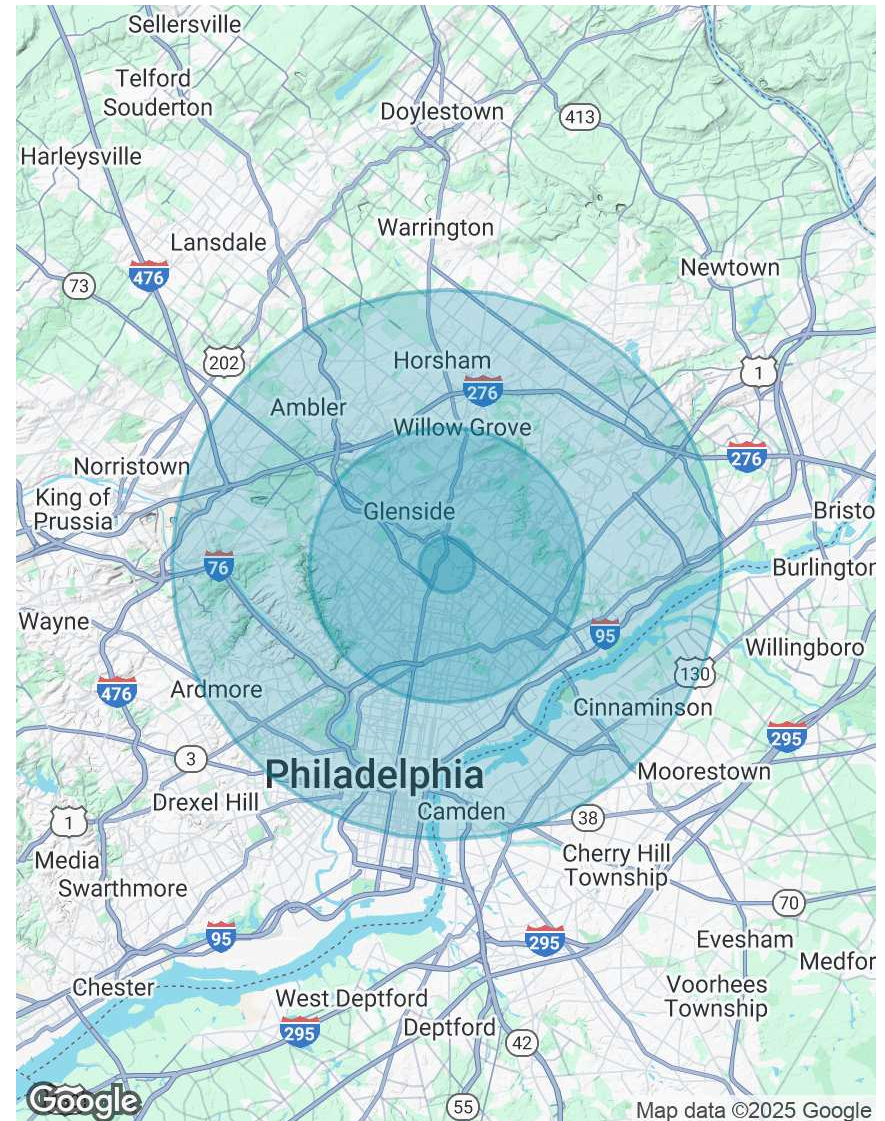 Sellersville
Telford
Souderton
Doylestown
413
Harleysville
Warrington
Lansdale
Newtown
476
73
202
Horsham
1
276
Ambler
Willow Grove
276
Norristown
King of
Prussia
Glenside
Bristo
76
Burlington
Wayne
95
Willingboro
476
Ardmore
130
Cinnaminson
295
3
Philadelphia
Moorestown
Drexel Hill
Camden
38
1
Media
Cherry Hill
Township
Swarthmore
70
95
295
Evesham
Medfor
Chester
West Deptford
Voorhees
Township
295
Deptford
42
Google
55
Map data ©2025 Google